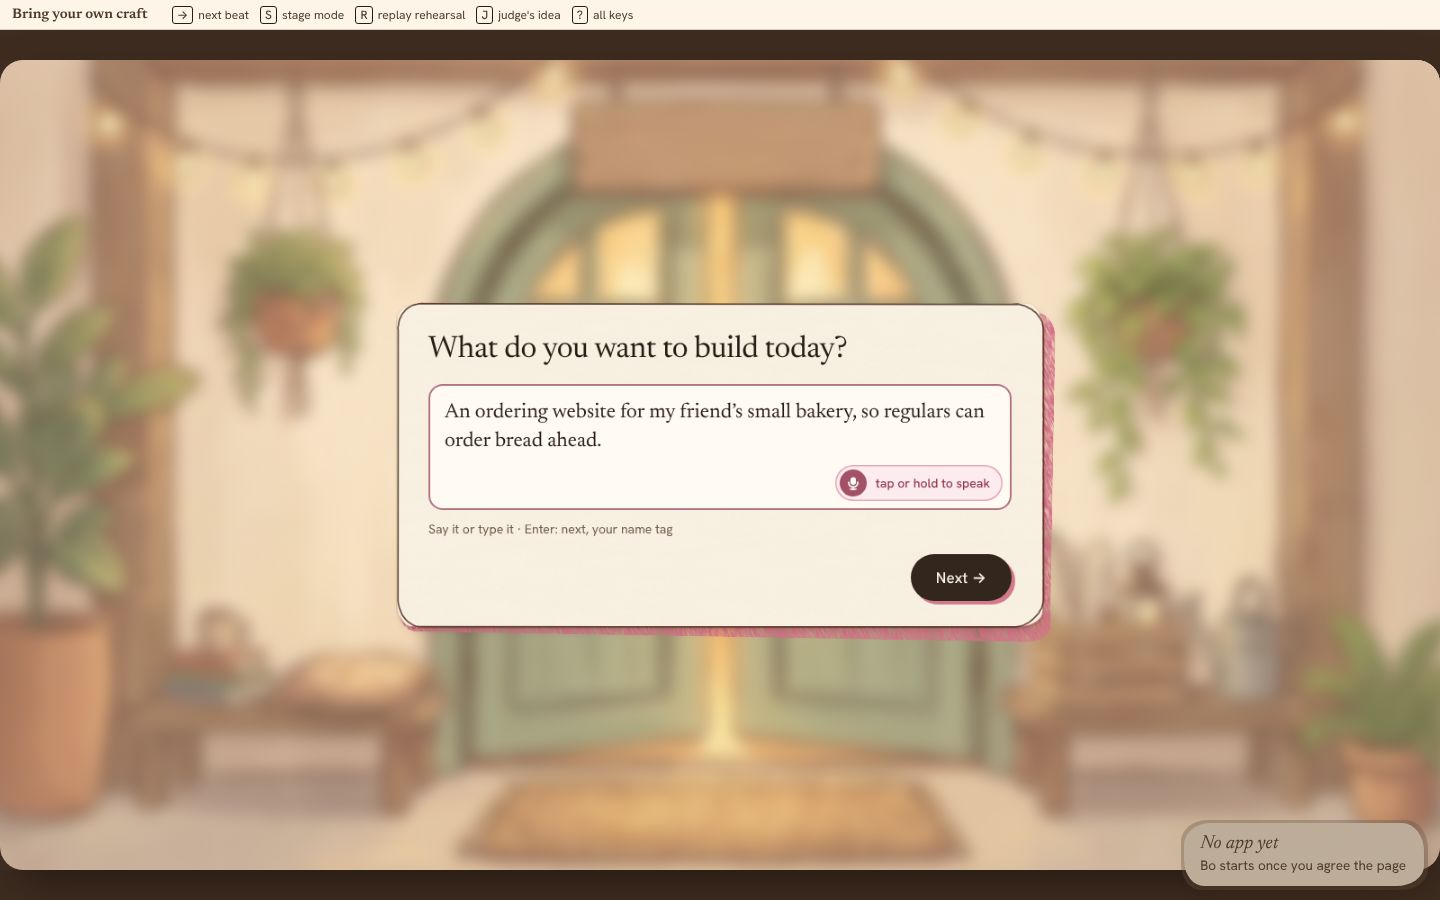 Bring your own craft
→ next beat S stage mode R replay rehearsal J judge's idea ? all keys
What do you want to build today?
An ordering website for my friend’s small bakery, so regulars can
order bread ahead.
tap or hold to speak
Say it or type it · Enter: next, your name tag
Next →
No app yet
Bo starts once you agree the page